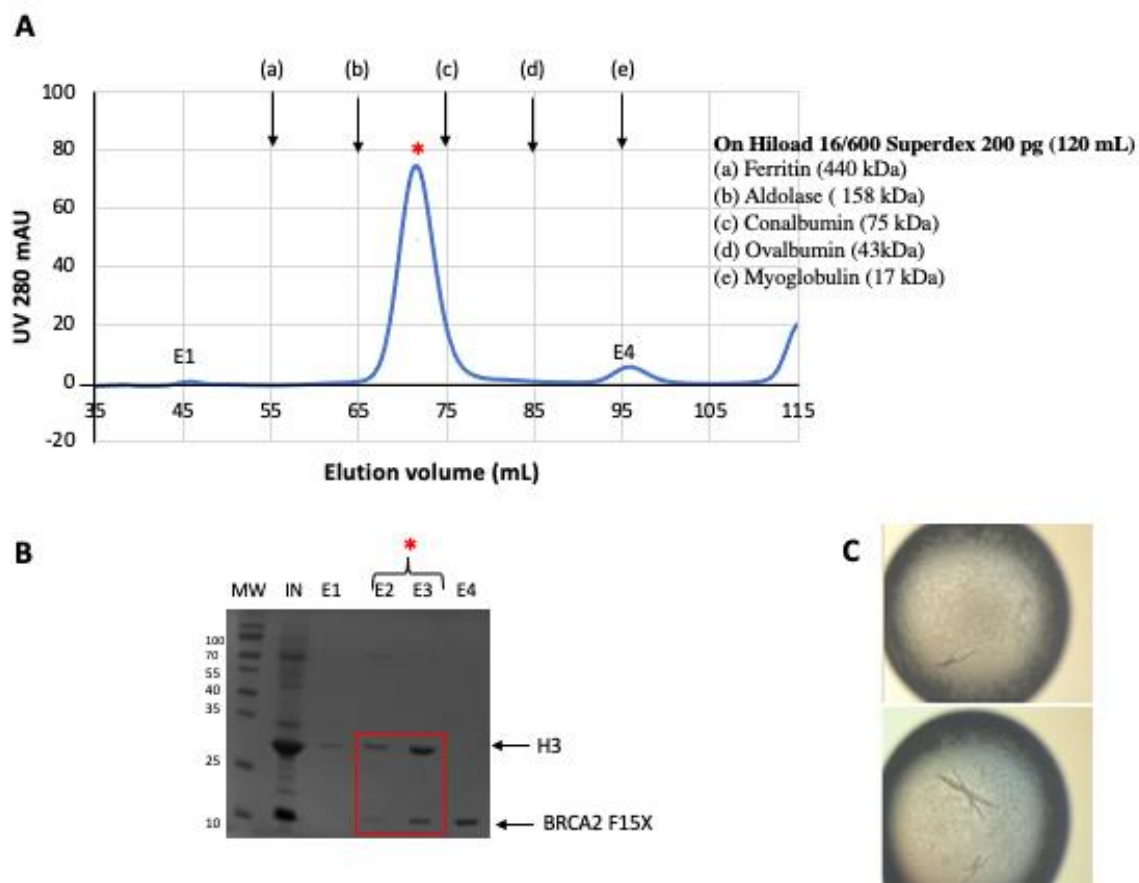 A
(a) (b) (c) (d) (e)
100
80
60
40
20
0
-20
UV 280 mAU
*
E1
E4
35 45 55 65 75 85 95 105 115
Elution volume (mL)
On Hiload 16/600 Superdex 200 pg (120 mL)
(a) Ferritin (440 kDa)
(b) Aldolase ( 158 kDa)
(c) Conalbumin (75 kDa)
(d) Ovalbumin (43kDa)
(e) Myoglobulin (17 kDa)
B
*
MW IN E1 E2 E3 E4
100
70
55
40
35
25
10
H3
BRCA2 F15X
C